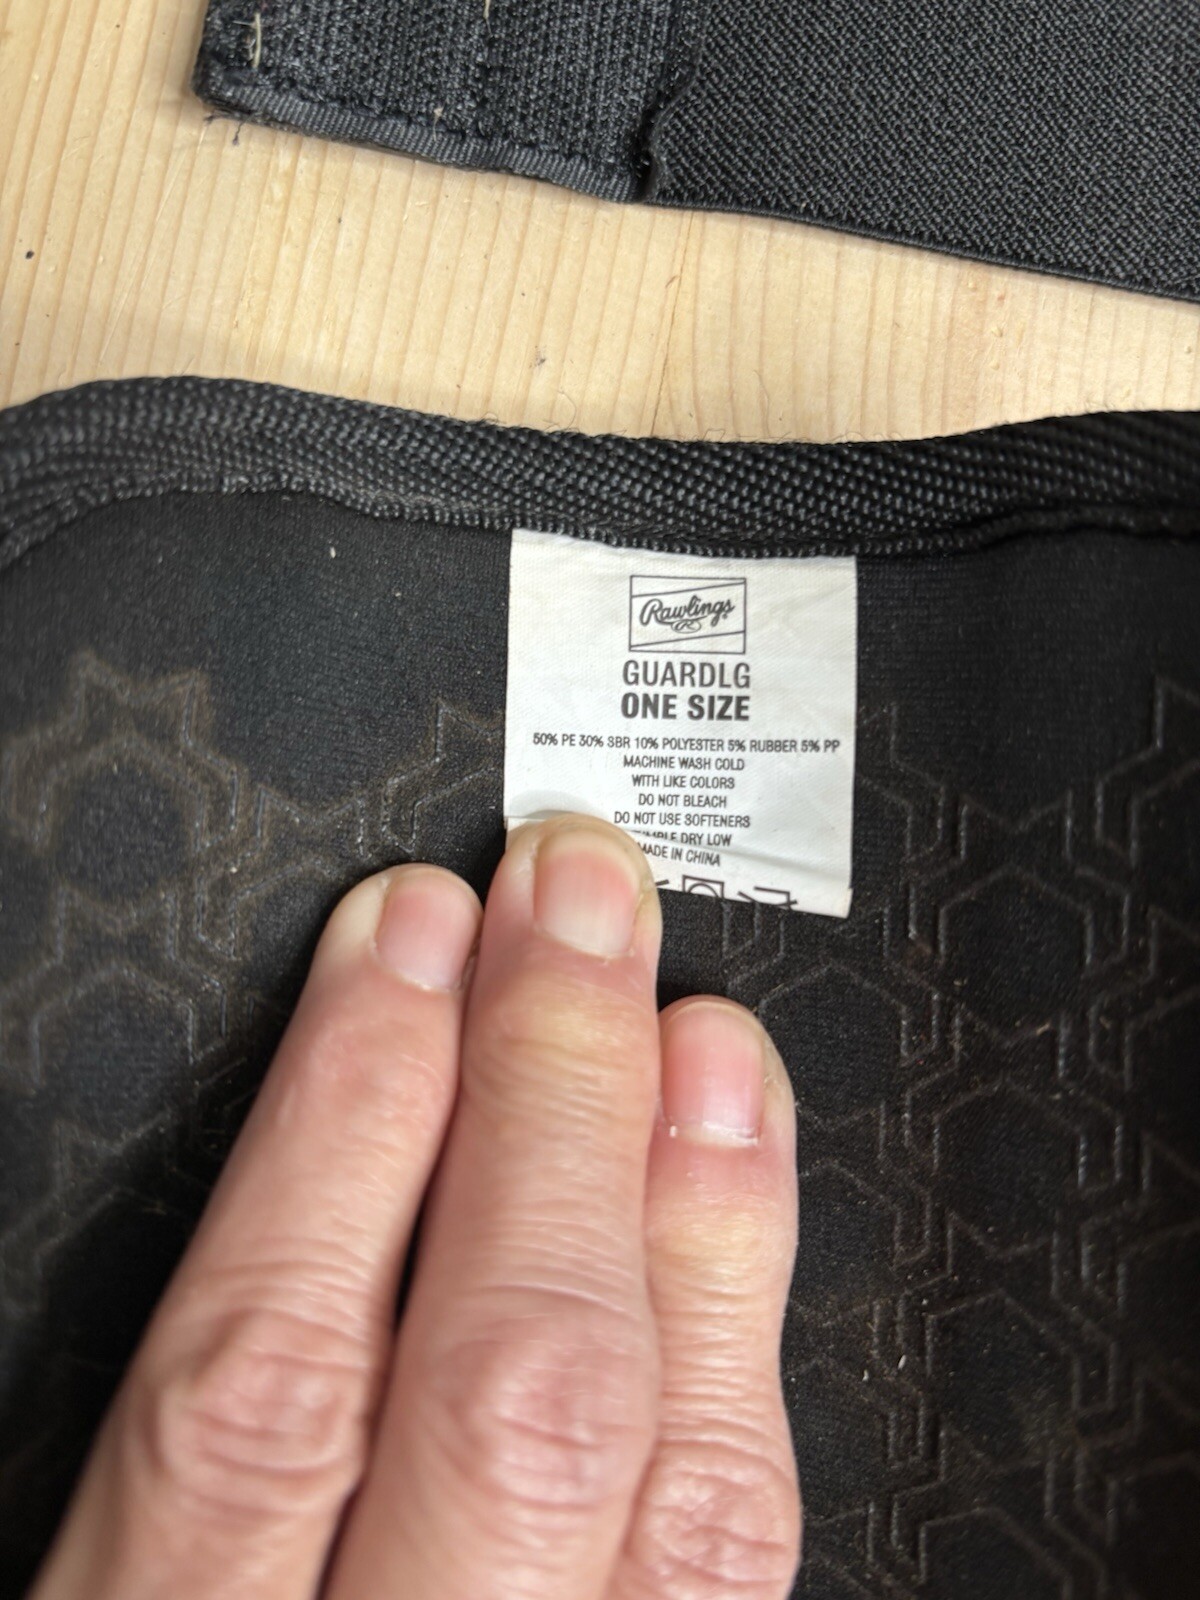 Rawlings
R
GUARDLG
ONE SIZE
50% PE 30% SBR 10% POLYESTER 5% RUBBER 5% PP
MACHINE WASH COLD
WITH LIKE COLORS
DO NOT BLEACH
DO NOT USE SOFTENERS
DRY LOW
MADE IN CHINA